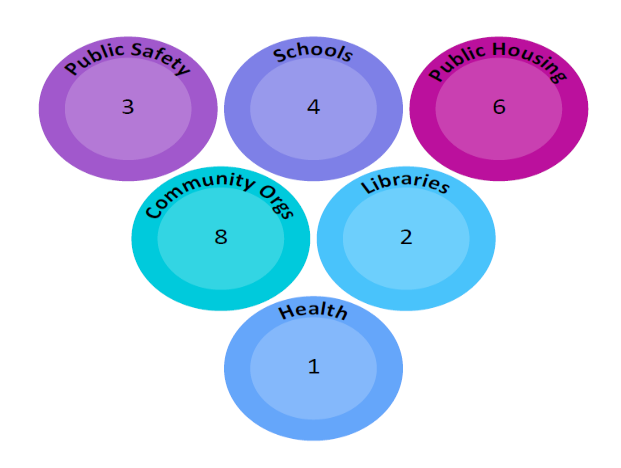 Public Safety
3
Schools
4
Public Housing
6
Community Orgs
8
Libraries
2
Health
1